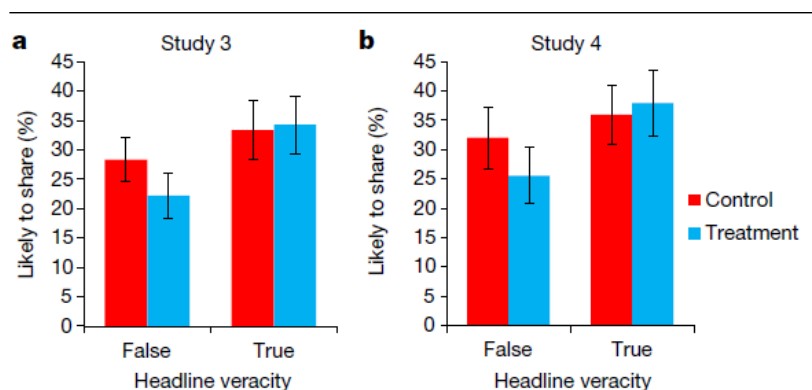 a
Study 3
Likely to share (%)
45
40
35
30
25
20
15
10
5
0
False
True
Headline veracity
b
Study 4
Likely to share (%)
45
40
35
30
25
20
15
10
5
0
False
True
Headline veracity
Control
Treatment